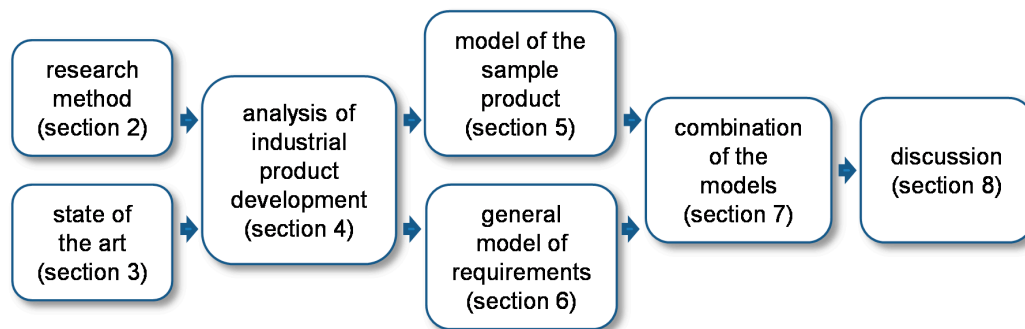 research
method
(section 2)
state of
the art
(section 3)
analysis of
industrial
product
development
(section 4)
model of the
sample
product
(section 5)
general
model of
requirements
(section 6)
combination
of the
models
(section 7)
discussion
(section 8)